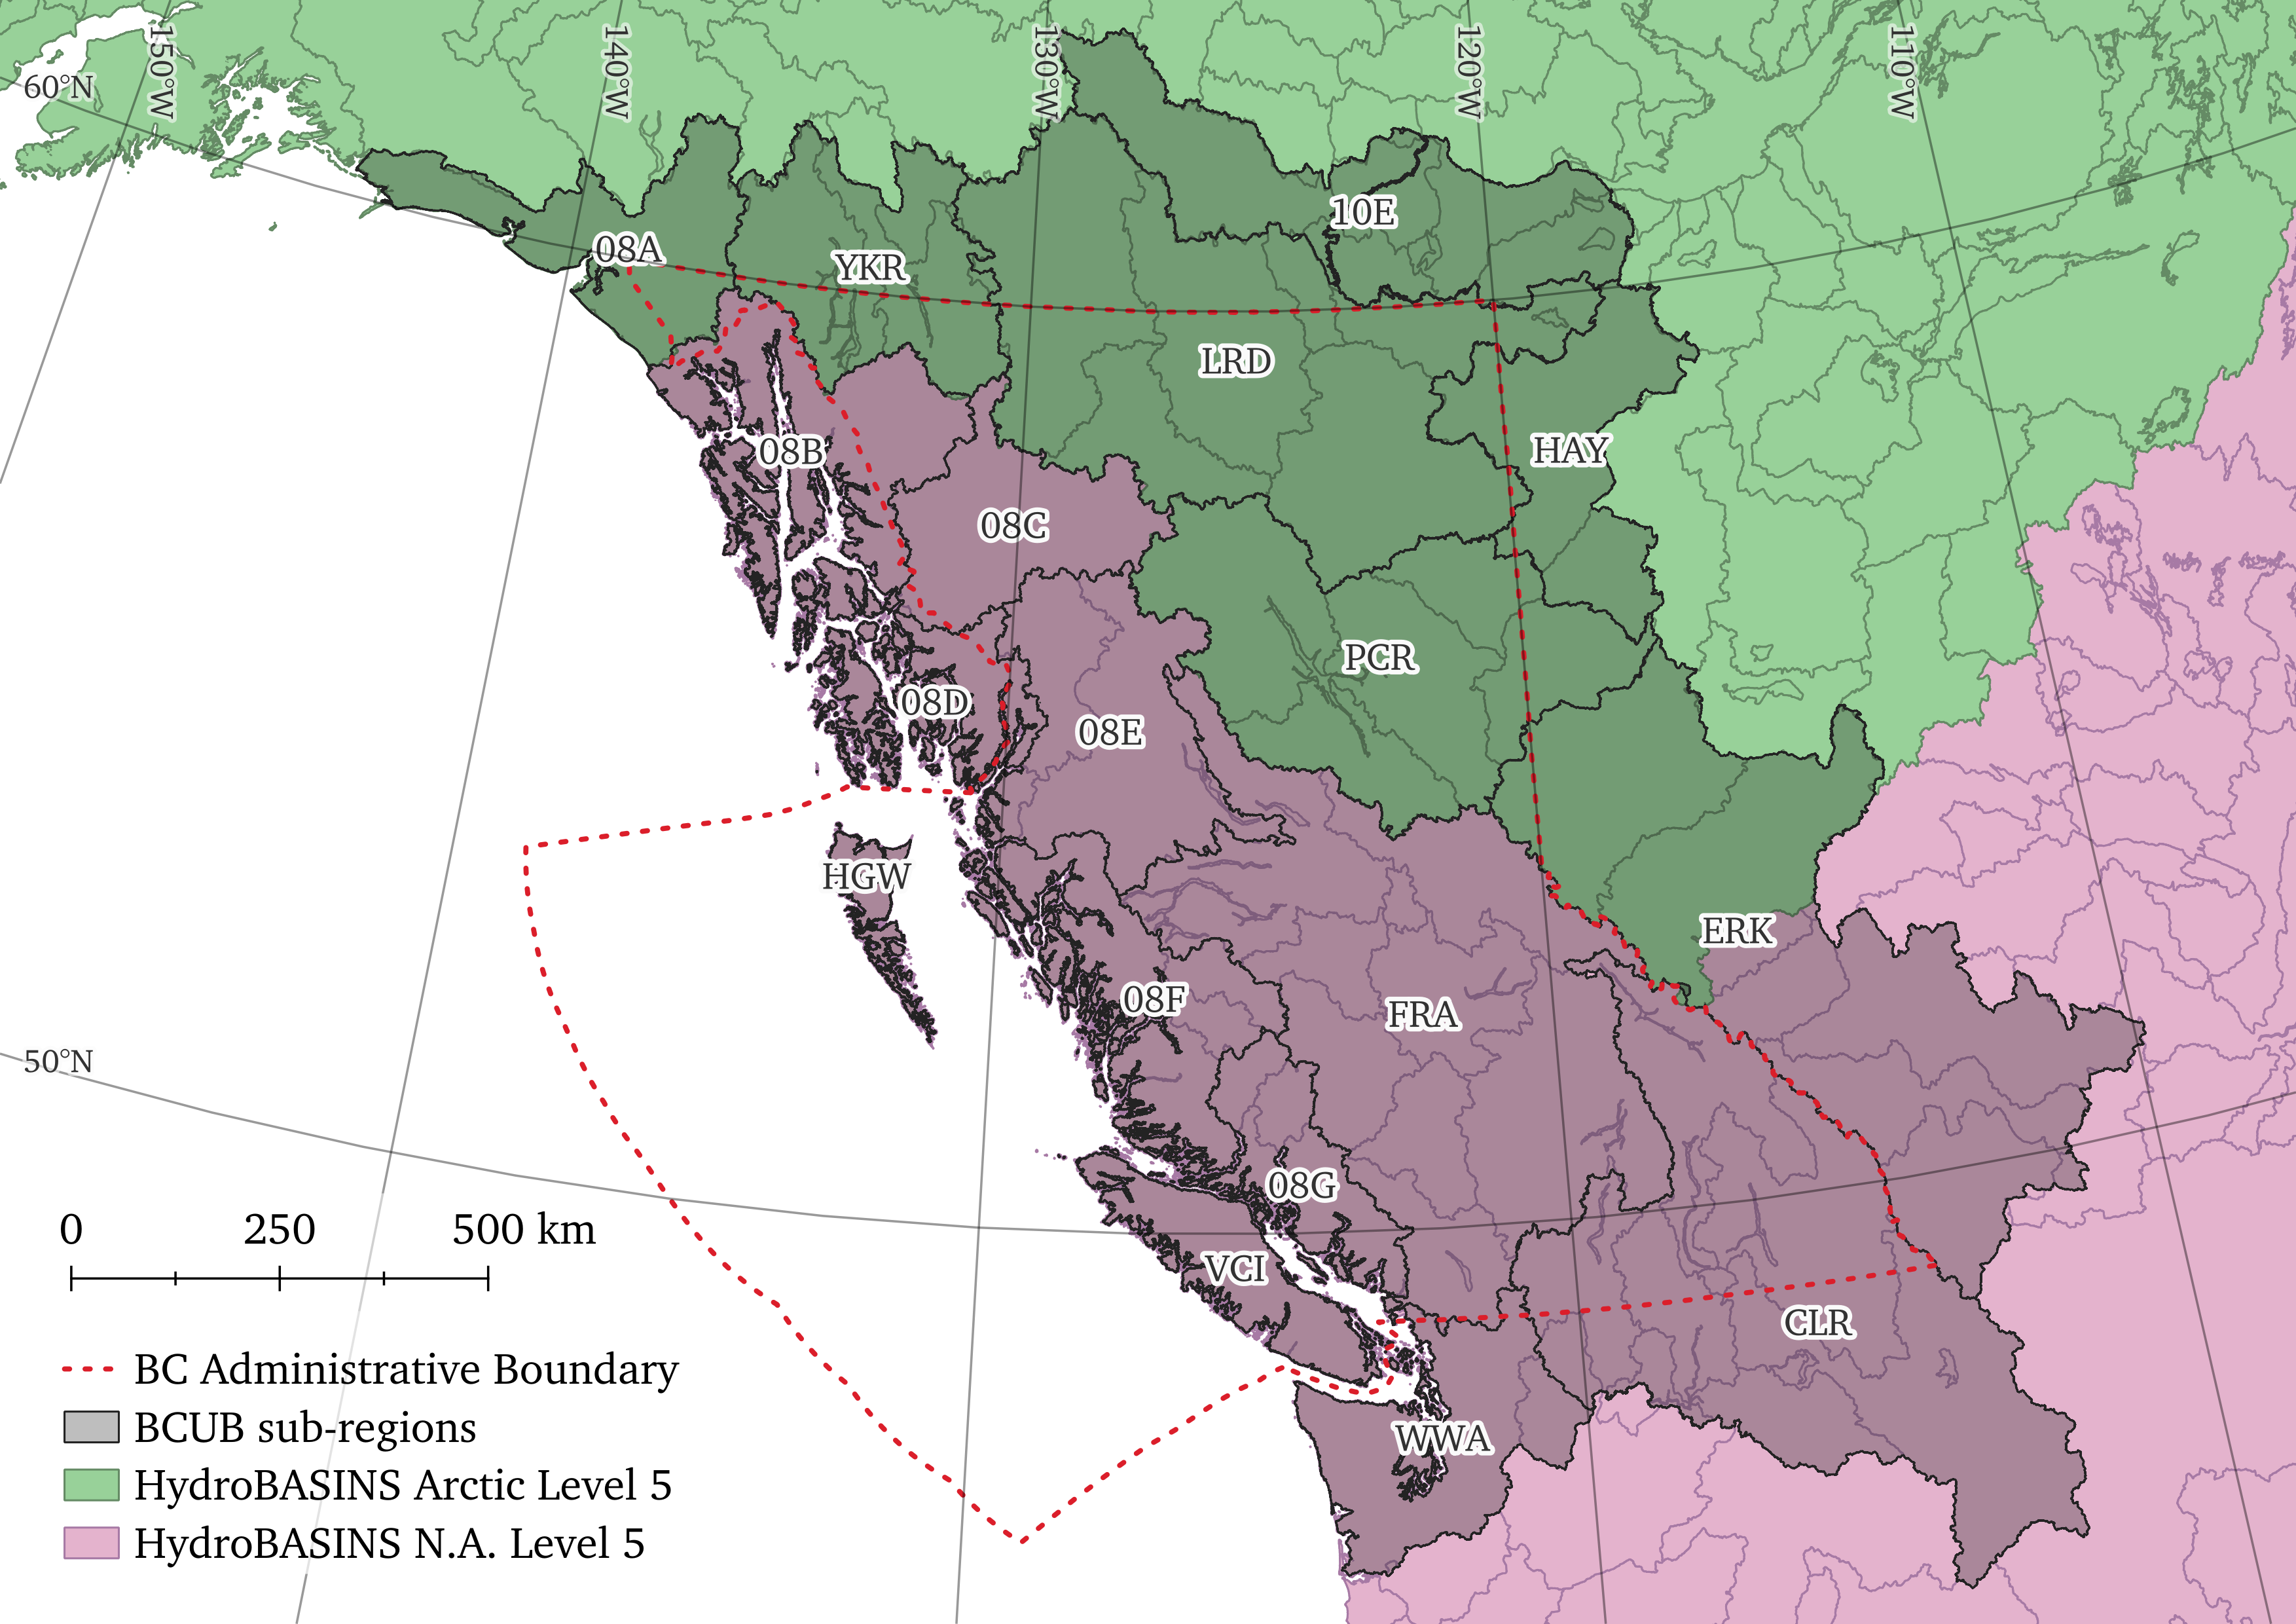 150°W
140°W
130°W
120°W
110°W
60°N
10E
08A
YKR
LRD
08B
HAY
08C
PCR
08D
08E
HGW
ERK
08F
FRA
50°N
08G
0 250 500 km
VCI
CLR
BC Administrative Boundary
BCUB sub-regions
WWA
HydroBASINS Arctic Level 5
HydroBASINS N.A. Level 5